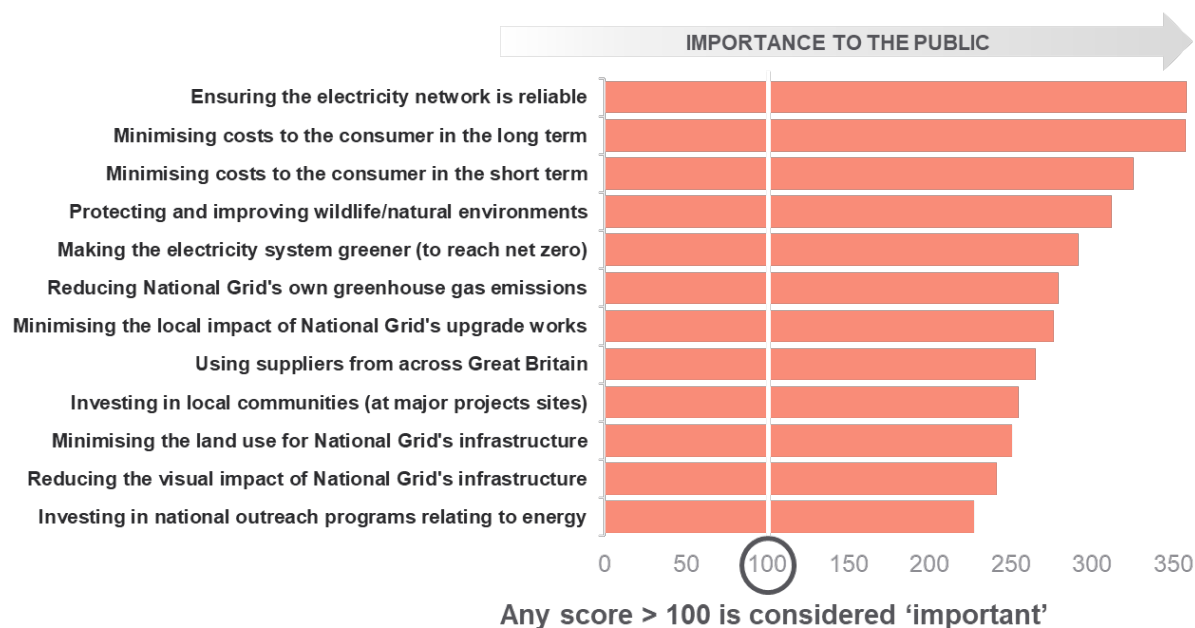 IMPORTANCE TO THE PUBLIC
Ensuring the electricity network is reliable
Minimising costs to the consumer in the long term
Minimising costs to the consumer in the short term
Protecting and improving wildlife/natural environments
Making the electricity system greener (to reach net zero)
Reducing National Grid's own greenhouse gas emissions
Minimising the local impact of National Grid's upgrade works
Using suppliers from across Great Britain
Investing in local communities (at major projects sites)
Minimising the land use for National Grid's infrastructure
Reducing the visual impact of National Grid's infrastructure
Investing in national outreach programs relating to energy
0 50 100 150 200 250 300 350
Any score > 100 is considered ‘important’